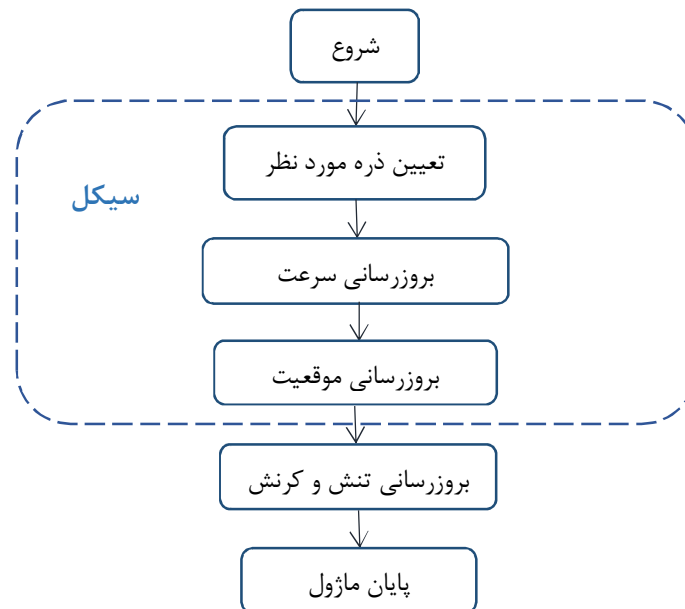 شروع
تعیین ذره مورد نظر
سیکل
بروزرسانی سرعت
بروزرسانی موقعیت
بروزرسانی تنش و کرنش
پایان ماژول